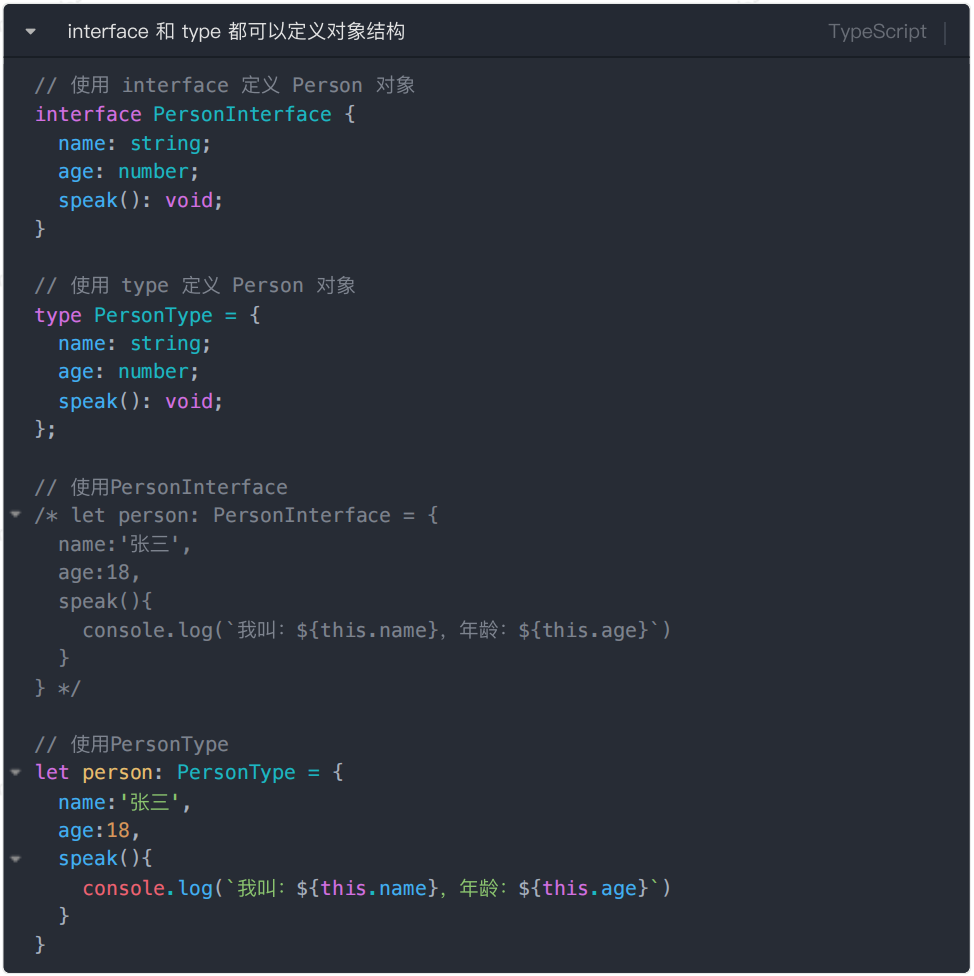 interface 和 type 都可以定义对象结构
TypeScript
// 使用 interface 定义 Person 对象
interface PersonInterface {
  name: string;
  age: number;
  speak(): void;
}

// 使用 type 定义 Person 对象
type PersonType = {
  name: string;
  age: number;
  speak(): void;
};

// 使用PersonInterface
/* let person: PersonInterface = {
  name:'张三',
  age:18,
  speak(){
    console.log(`我叫：${this.name}，年龄：${this.age}`)
  }
} */

// 使用PersonType
let person: PersonType = {
  name:'张三',
  age:18,
  speak(){
    console.log(`我叫：${this.name}，年龄：${this.age}`)
  }
}